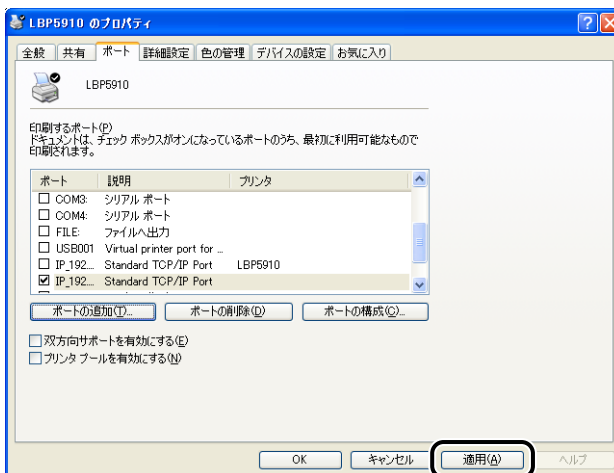 LBP5910 のプロパティ
全般 共有 ポート 詳細設定 色の管理 デバイスの設定 お気に入り
LBP5910
印刷するポート(P)
ドキュメントは、チェック ボックスがオンになっているポートのうち、最初に利用可能なもので
印刷されます。
ポート 説明 プリンタ
COM3: シリアル ポート
COM4: シリアル ポート
FILE: ファイルへ出力
USB001 Virtual printer port for ...
IP_192.... Standard TCP/IP Port LBP5910
IP_192.... Standard TCP/IP Port
ポートの追加(T)... ポートの削除(D) ポートの構成(C)...
双方向サポートを有効にする(E)
プリンタ プールを有効にする(N)
OK キャンセル 適用(A) ヘルプ